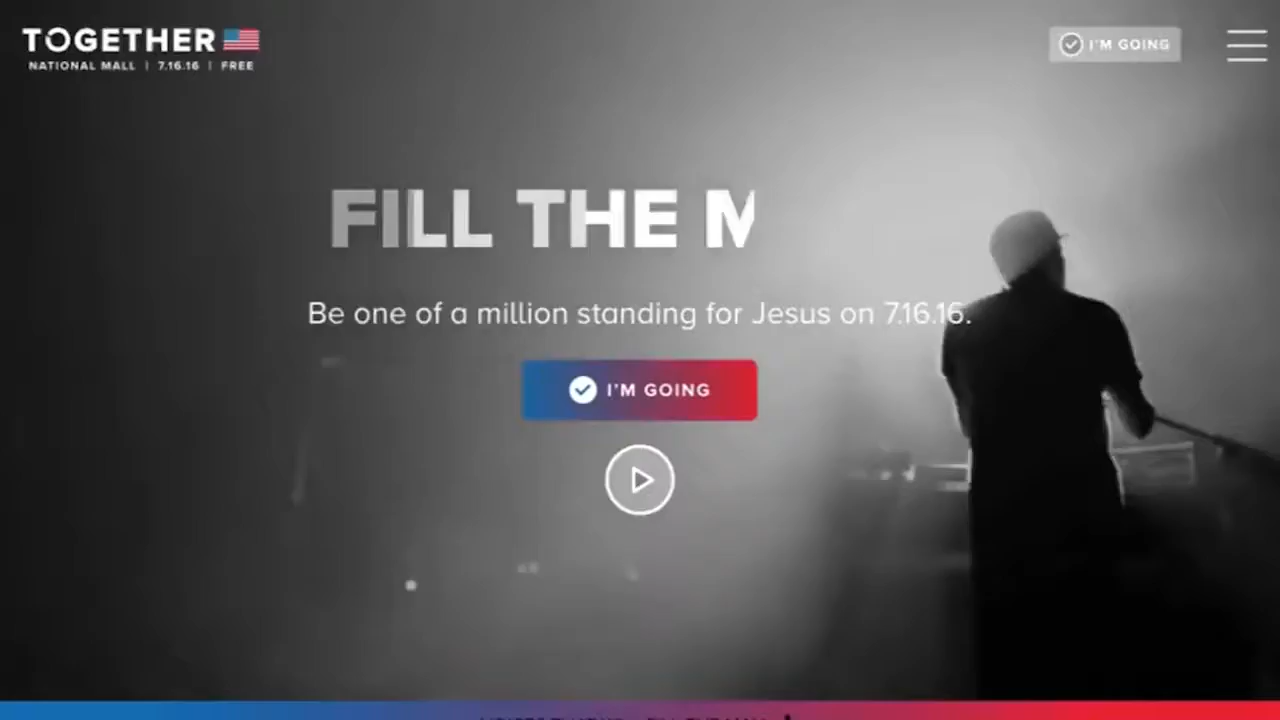 TOGETHER
NATIONAL MALL | 7.16.16 | FREE
I'M GOING
FILL THE M
Be one of a million standing for Jesus on 7.16.16.
I'M GOING